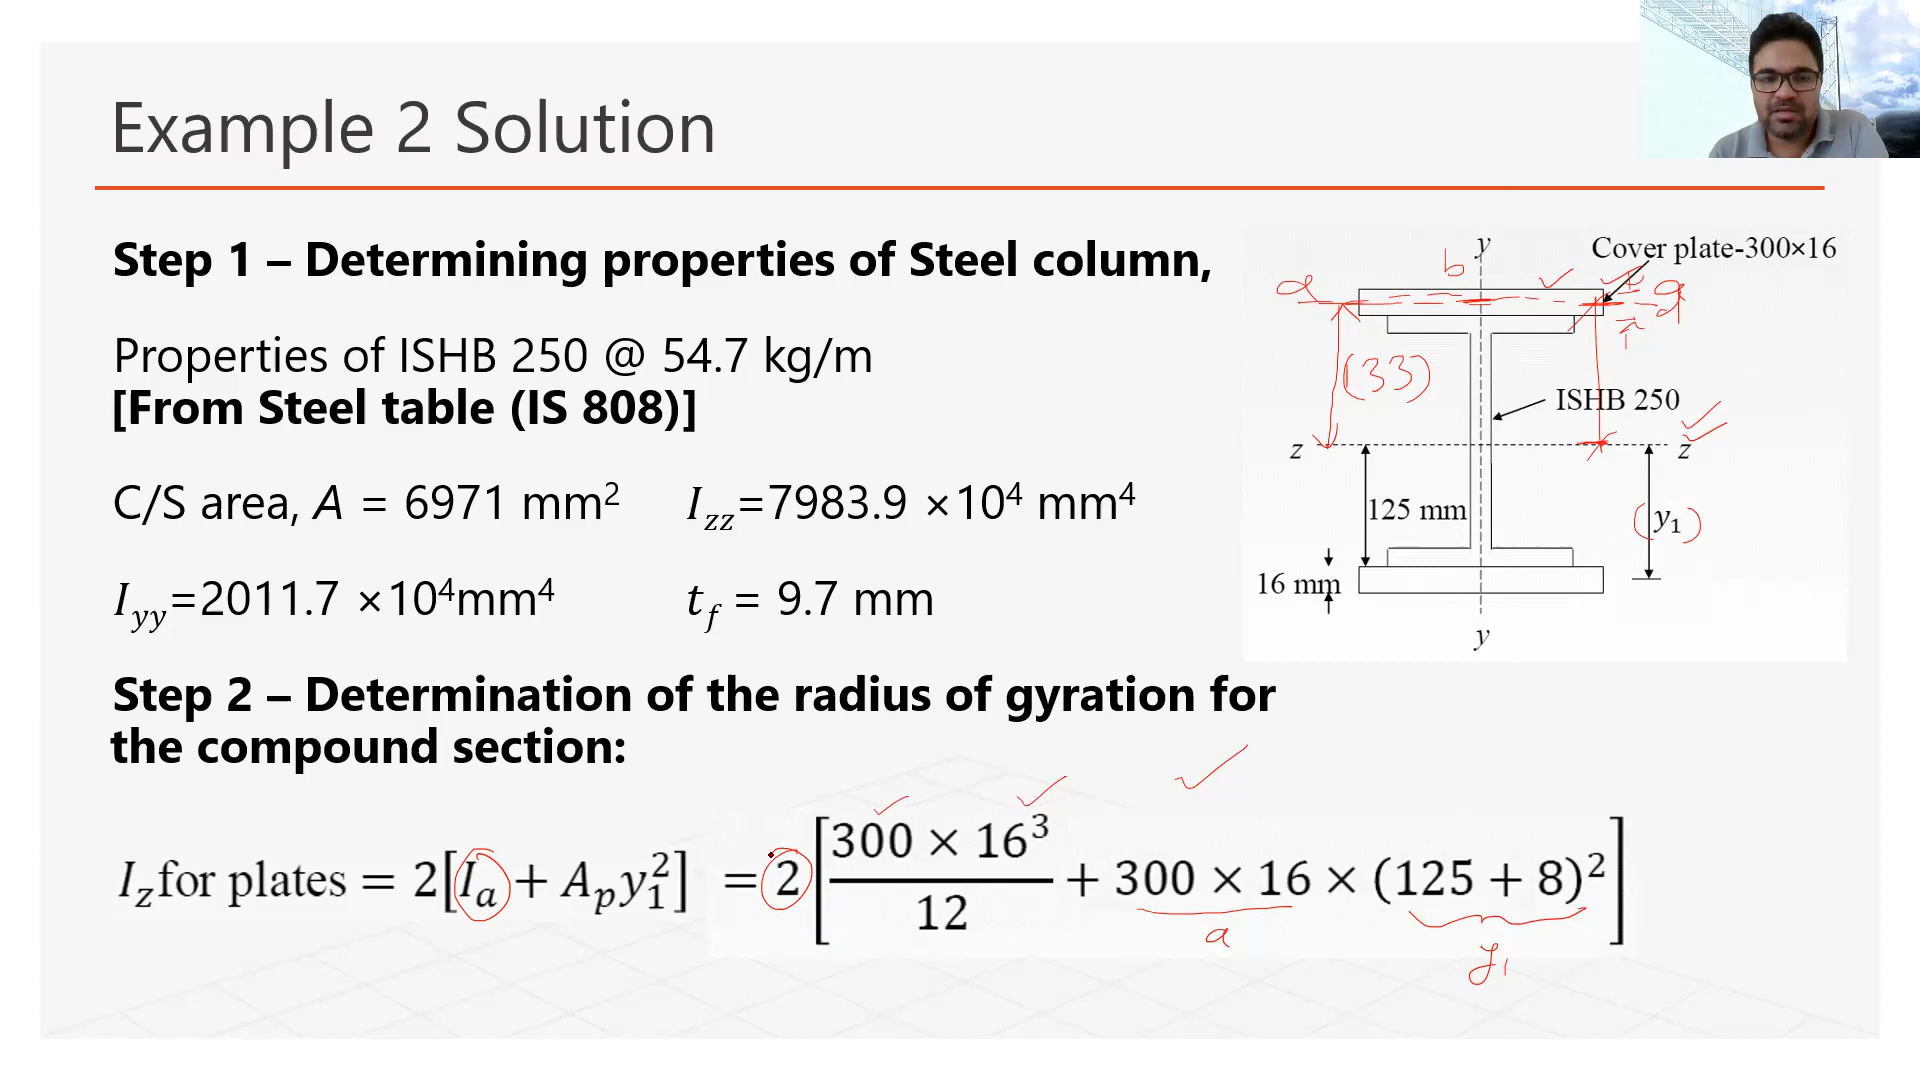 Example 2 Solution
Step 1 – Determining properties of Steel column,
Properties of ISHB 250 @ 54.7 kg/m
[From Steel table (IS 808)]
C/S area, A = 6971 mm² I_zz=7983.9 ×10⁴ mm⁴
I_yy=2011.7 ×10⁴mm⁴ t_f = 9.7 mm
Step 2 – Determination of the radius of gyration for
the compound section:
I_z for plates = 2[I_a + A_p y₁²] = 2[300 × 16³/12 + 300 × 16 × (125 + 8)²]
a
y₁
y
Cover plate-300×16
b
a
a
(33)
ISHB 250
z
z
125 mm
(y₁)
16 mm
y